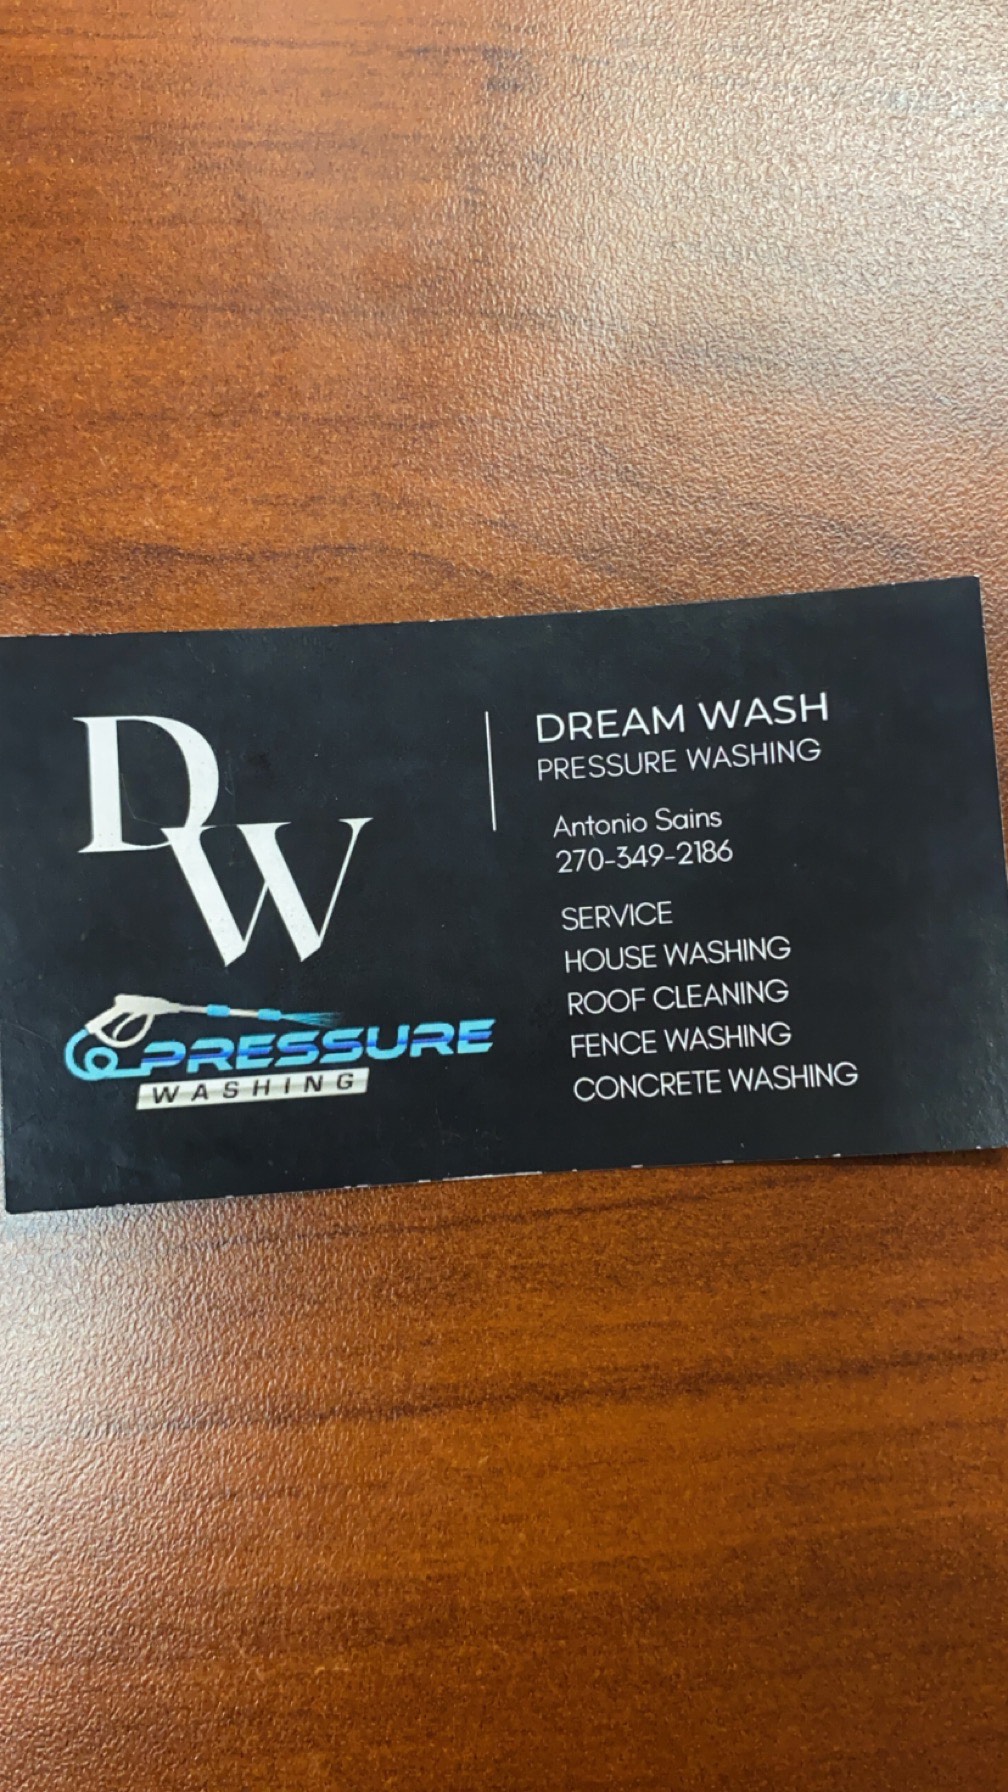 DW
PRESSURE
WASHING
DREAM WASH
PRESSURE WASHING
Antonio Sains
270-349-2186
SERVICE
HOUSE WASHING
ROOF CLEANING
FENCE WASHING
CONCRETE WASHING